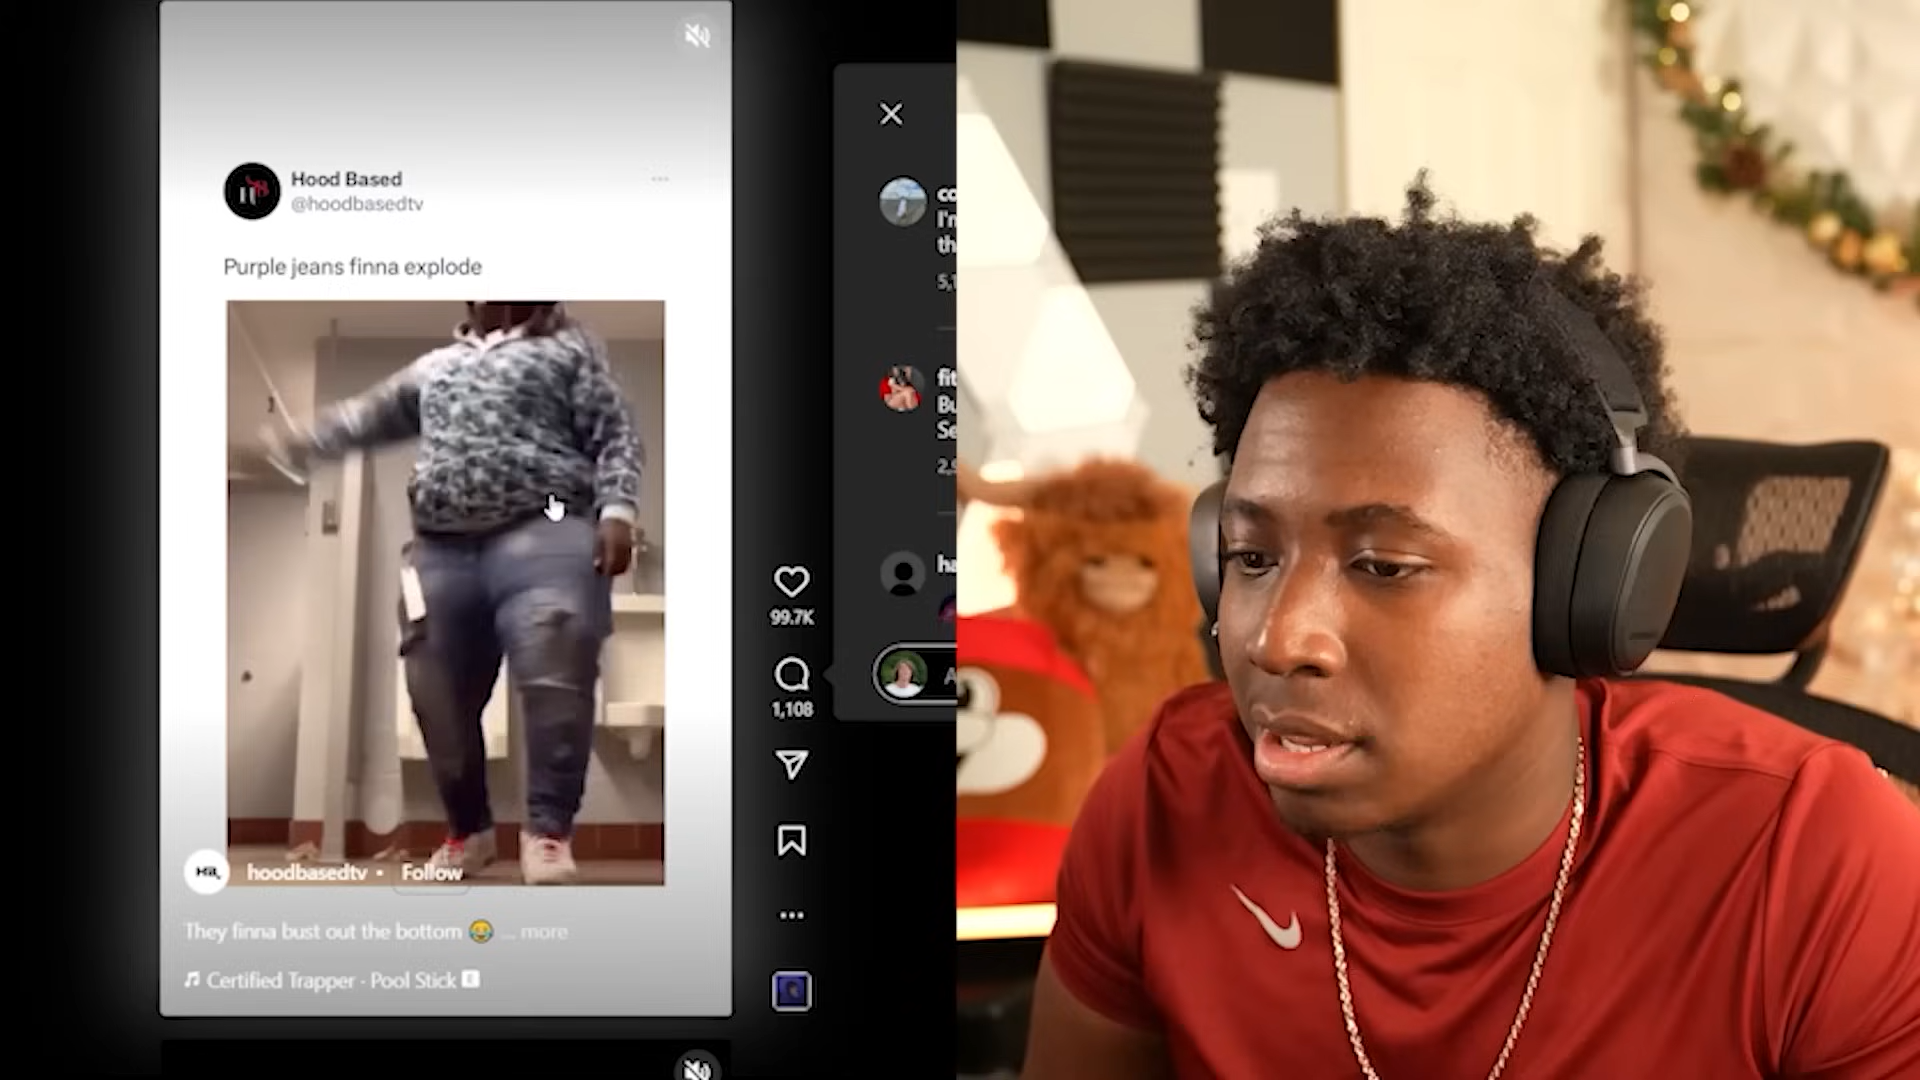 Hood Based
@hoodbasedtv
Purple jeans finna explode
hoodbasedtv • Follow
They finna bust out the bottom 😂 ... more
Certified Trapper · Pool Stick E
99.7K
1,108